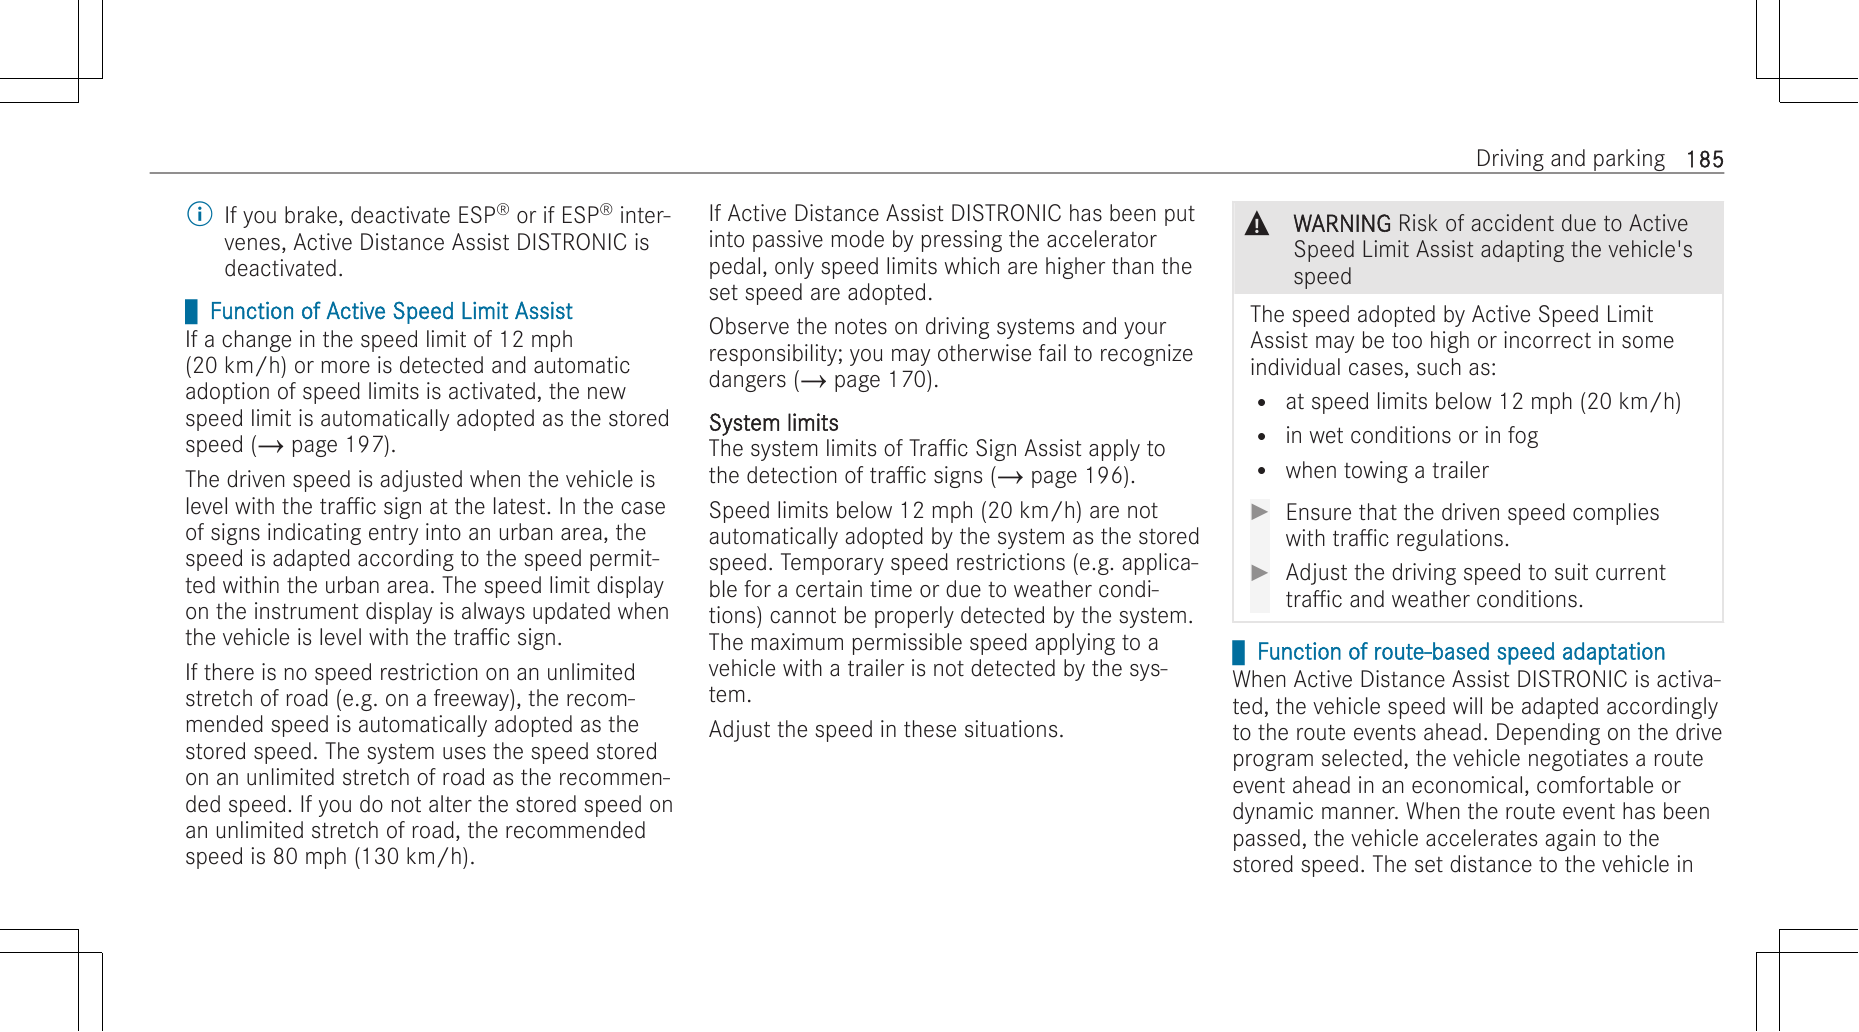 Driving and parking 185
If you brake, deactivate ESP® or if ESP® inter-
venes, Active Distance Assist DISTRONIC is
deactivated.
Function of Active Speed Limit Assist
If a change in the speed limit of 12 mph
(20 km/h) or more is detected and automatic
adoption of speed limits is activated, the new
speed limit is automatically adopted as the stored
speed (→ page 197).
The driven speed is adjusted when the vehicle is
level with the traffic sign at the latest. In the case
of signs indicating entry into an urban area, the
speed is adapted according to the speed permit-
ted within the urban area. The speed limit display
on the instrument display is always updated when
the vehicle is level with the traffic sign.
If there is no speed restriction on an unlimited
stretch of road (e.g. on a freeway), the recom-
mended speed is automatically adopted as the
stored speed. The system uses the speed stored
on an unlimited stretch of road as the recommen-
ded speed. If you do not alter the stored speed on
an unlimited stretch of road, the recommended
speed is 80 mph (130 km/h).
If Active Distance Assist DISTRONIC has been put
into passive mode by pressing the accelerator
pedal, only speed limits which are higher than the
set speed are adopted.
Observe the notes on driving systems and your
responsibility; you may otherwise fail to recognize
dangers (→ page 170).
System limits
The system limits of Traffic Sign Assist apply to
the detection of traffic signs (→ page 196).
Speed limits below 12 mph (20 km/h) are not
automatically adopted by the system as the stored
speed. Temporary speed restrictions (e.g. applica-
ble for a certain time or due to weather condi-
tions) cannot be properly detected by the system.
The maximum permissible speed applying to a
vehicle with a trailer is not detected by the sys-
tem.
Adjust the speed in these situations.
WARNING Risk of accident due to Active
Speed Limit Assist adapting the vehicle's
speed
The speed adopted by Active Speed Limit
Assist may be too high or incorrect in some
individual cases, such as:
• at speed limits below 12 mph (20 km/h)
• in wet conditions or in fog
• when towing a trailer
▶ Ensure that the driven speed complies
with traffic regulations.
▶ Adjust the driving speed to suit current
traffic and weather conditions.
Function of route-based speed adaptation
When Active Distance Assist DISTRONIC is activa-
ted, the vehicle speed will be adapted accordingly
to the route events ahead. Depending on the drive
program selected, the vehicle negotiates a route
event ahead in an economical, comfortable or
dynamic manner. When the route event has been
passed, the vehicle accelerates again to the
stored speed. The set distance to the vehicle in